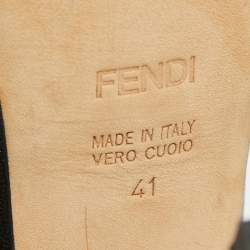 FENDI
MADE IN ITALY
VERO CUOIO
41